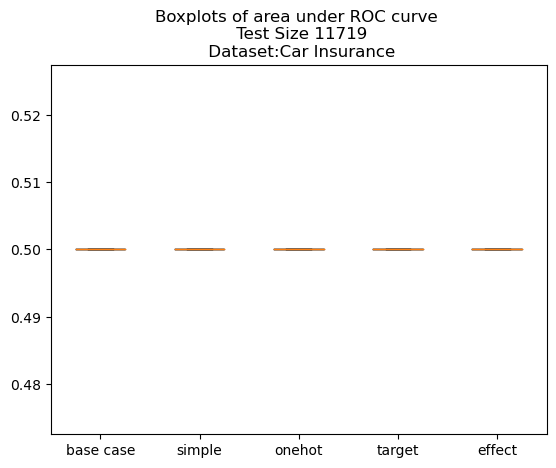 Boxplots of area under ROC curve
Test Size 11719
Dataset:Car Insurance
0.52
0.51
0.50
0.49
0.48
base case simple onehot target effect